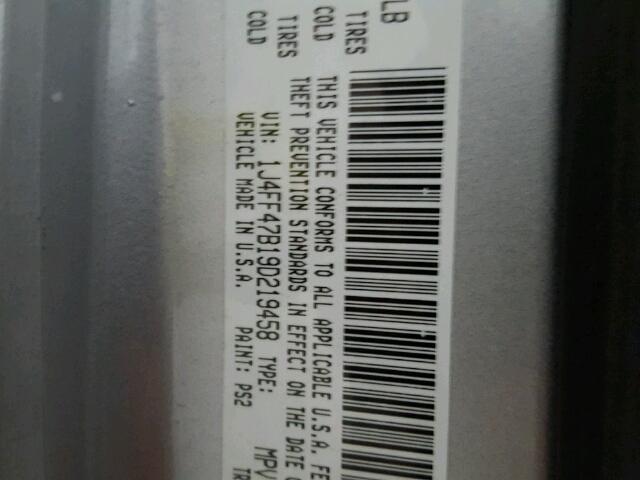 LB
TIRES COLD
TIRES COLD
THIS VEHICLE CONFORMS TO ALL APPLICABLE U.S.A. FE
THEFT PREVENTION STANDARDS IN EFFECT ON THE DATE
VIN: 1J4FF47B19D219458 TYPE: MPV
VEHICLE MADE IN U.S.A. PAINT: PS2 TR